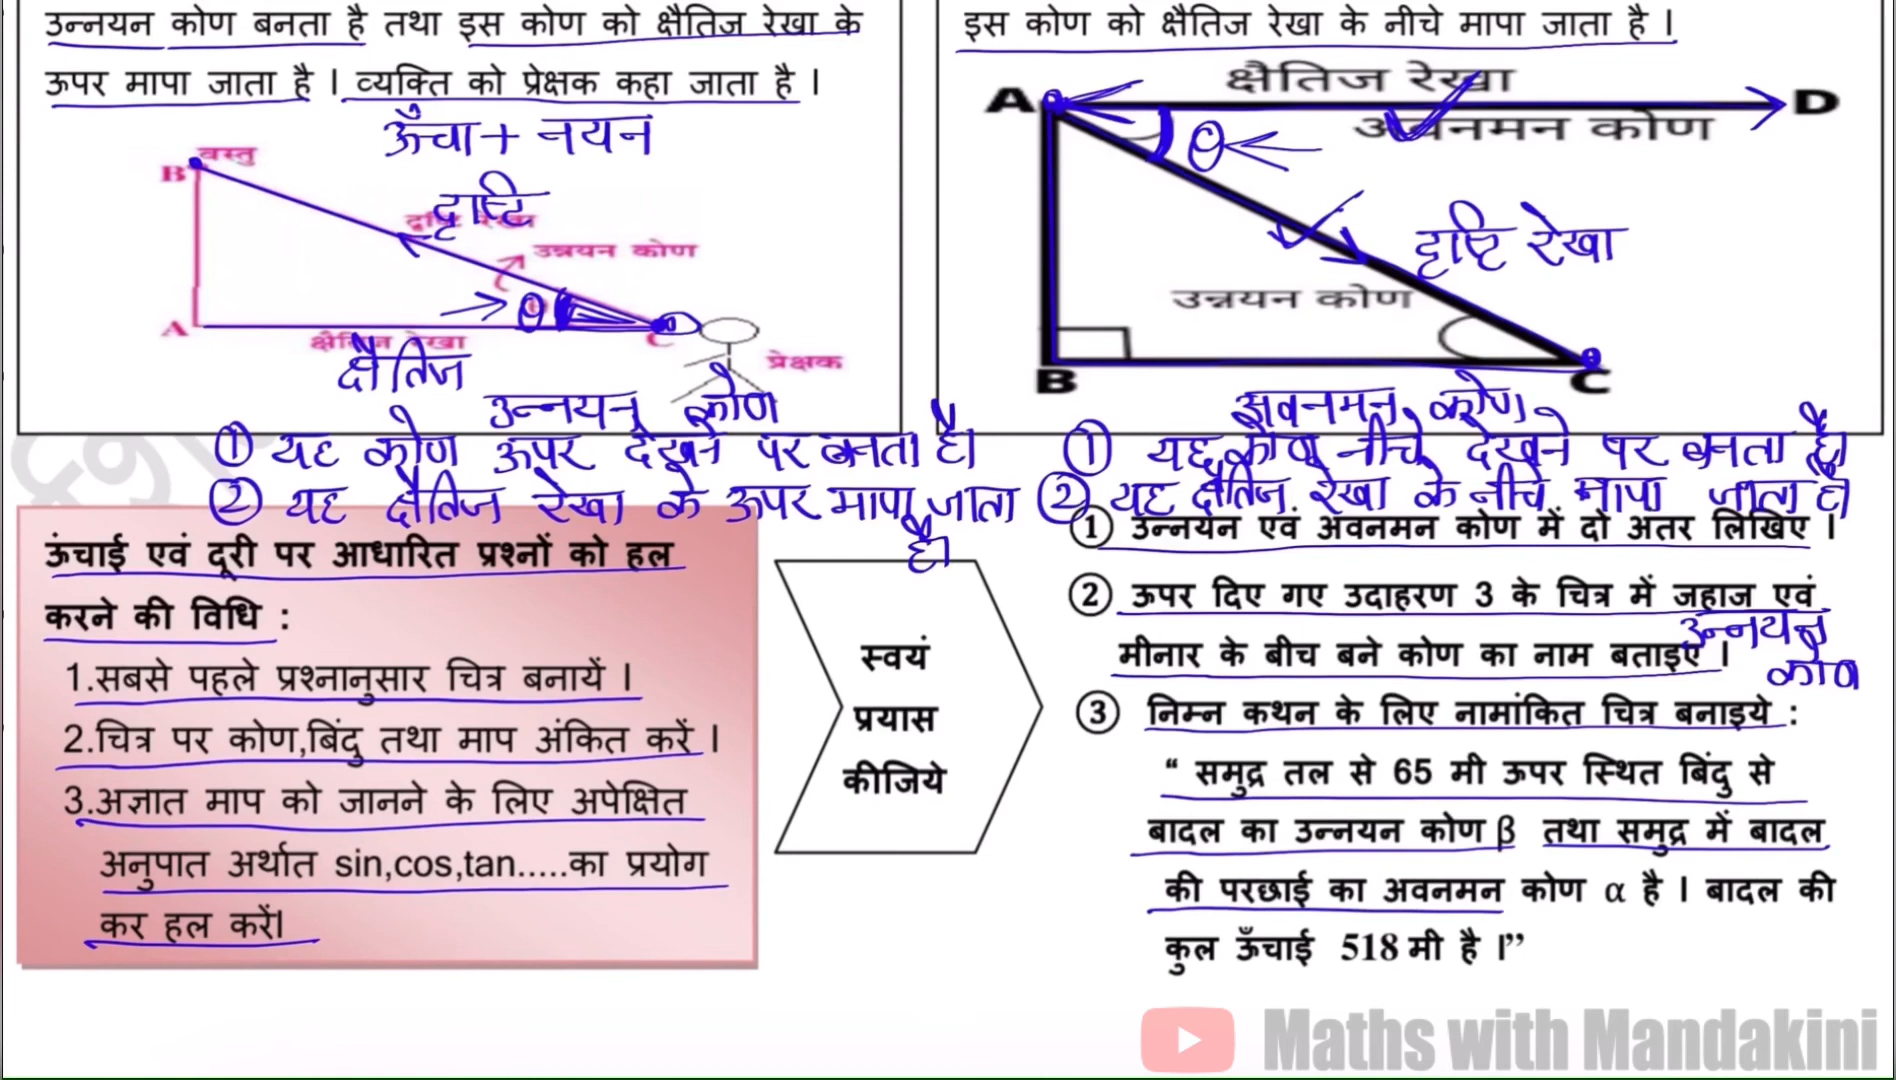 उन्नयन कोण बनता है तथा इस कोण को क्षैतिज रेखा के
ऊपर मापा जाता है । व्यक्ति को प्रेक्षक कहा जाता है ।
ऊँचा + नयन
वस्तु
B
दृष्टि
दृष्टि रेखा
उन्नयन कोण
θ
A
क्षैतिज रेखा
C
क्षैतिज
प्रेक्षक
उन्नयन कोण
① यह कोण ऊपर देखने पर बनता है।
② यह क्षैतिज रेखा के ऊपर मापा जाता
है।
इस कोण को क्षैतिज रेखा के नीचे मापा जाता है ।
क्षैतिज रेखा
A
D
अवनमन कोण
θ
दृष्टि रेखा
उन्नयन कोण
B
C
अवनमन कोण
① यह कोण नीचे देखने पर बनता है।
② यह क्षैतिज रेखा के नीचे मापा जाता है।
ऊंचाई एवं दूरी पर आधारित प्रश्नों को हल
करने की विधि :
1.सबसे पहले प्रश्नानुसार चित्र बनायें ।
2.चित्र पर कोण,बिंदु तथा माप अंकित करें ।
3.अज्ञात माप को जानने के लिए अपेक्षित
अनुपात अर्थात sin,cos,tan.....का प्रयोग
कर हल करें।
स्वयं
प्रयास
कीजिये
① उन्नयन एवं अवनमन कोण में दो अंतर लिखिए ।
② ऊपर दिए गए उदाहरण 3 के चित्र में जहाज एवं
मीनार के बीच बने कोण का नाम बताइए ।
उन्नयन
कोण
③ निम्न कथन के लिए नामांकित चित्र बनाइये :
“ समुद्र तल से 65 मी ऊपर स्थित बिंदु से
बादल का उन्नयन कोण β तथा समुद्र में बादल
की परछाई का अवनमन कोण α है । बादल की
कुल ऊँचाई 518 मी है ।”
Maths with Mandakini